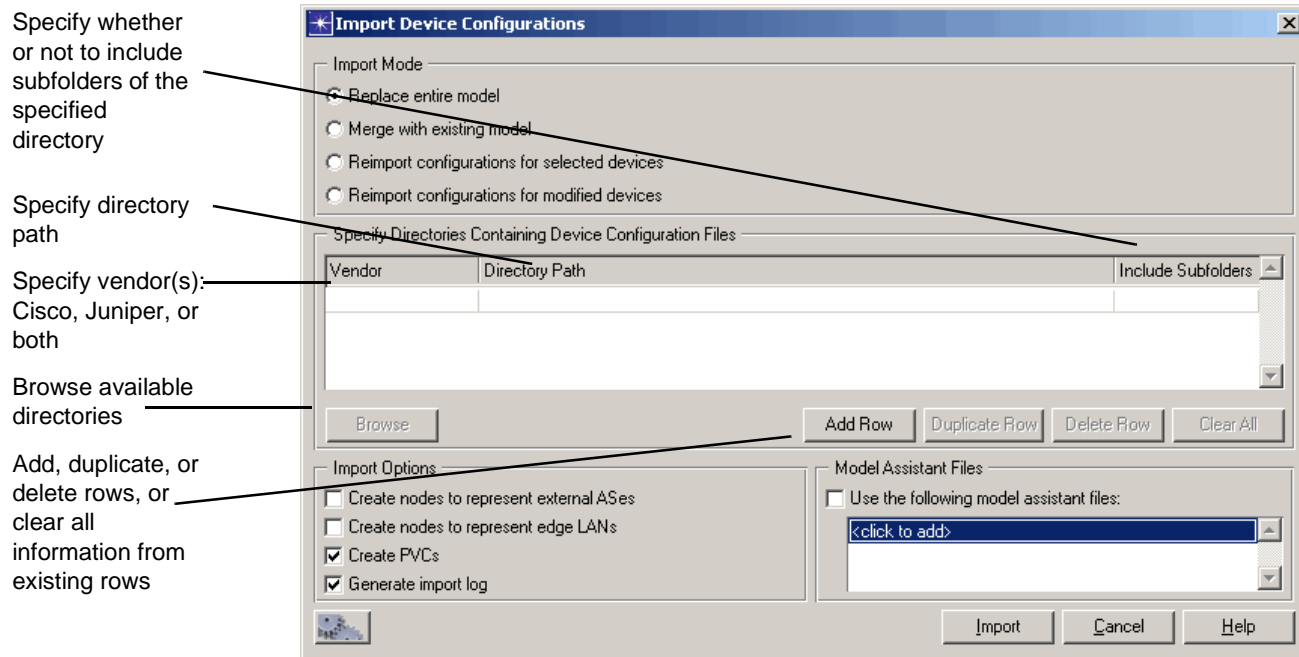 Specify whether
or not to include
subfolders of the
specified
directory
Specify directory
path
Specify vendor(s):
Cisco, Juniper, or
both
Browse available
directories
Add, duplicate, or
delete rows, or
clear all
information from
existing rows
Import Device Configurations
Import Mode
Replace entire model
Merge with existing model
Reimport configurations for selected devices
Reimport configurations for modified devices
Specify Directories Containing Device Configuration Files
Vendor Directory Path Include Subfolders
Browse Add Row Duplicate Row Delete Row Clear All
Import Options
Create nodes to represent external ASes
Create nodes to represent edge LANs
Create PVCs
Generate import log
Model Assistant Files
Use the following model assistant files:
<click to add>
Import Cancel Help